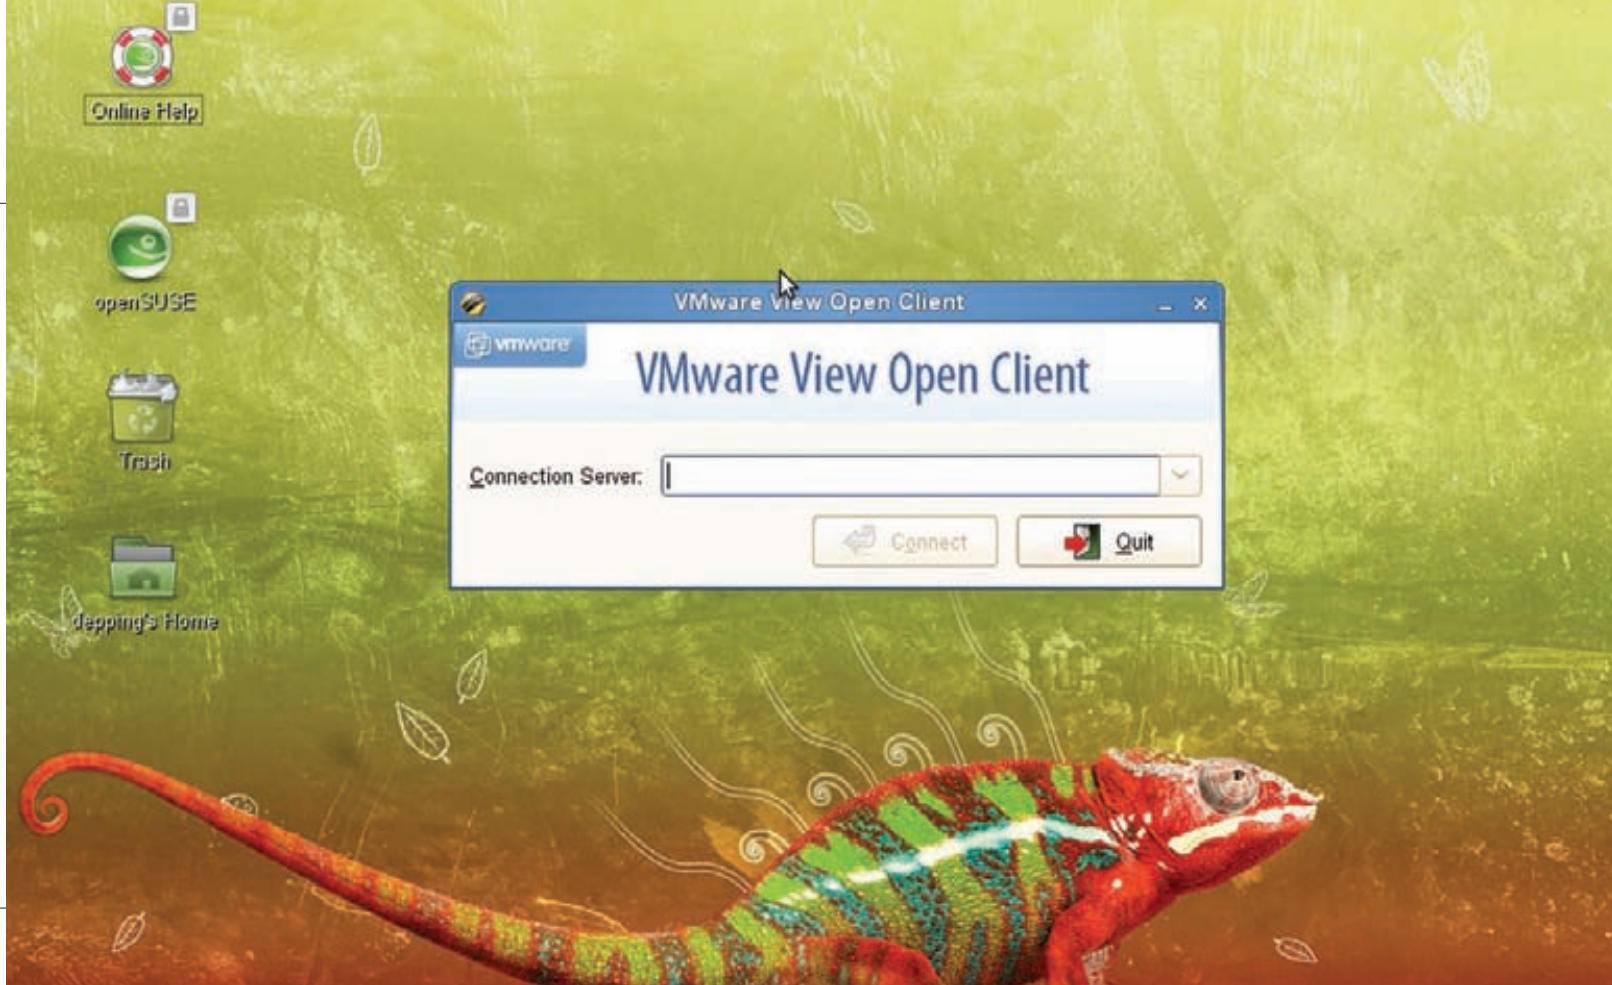 Online Help
openSUSE
Trash
depping's Home
VMware View Open Client
vmware
VMware View Open Client
Connection Server:
Connect
Quit